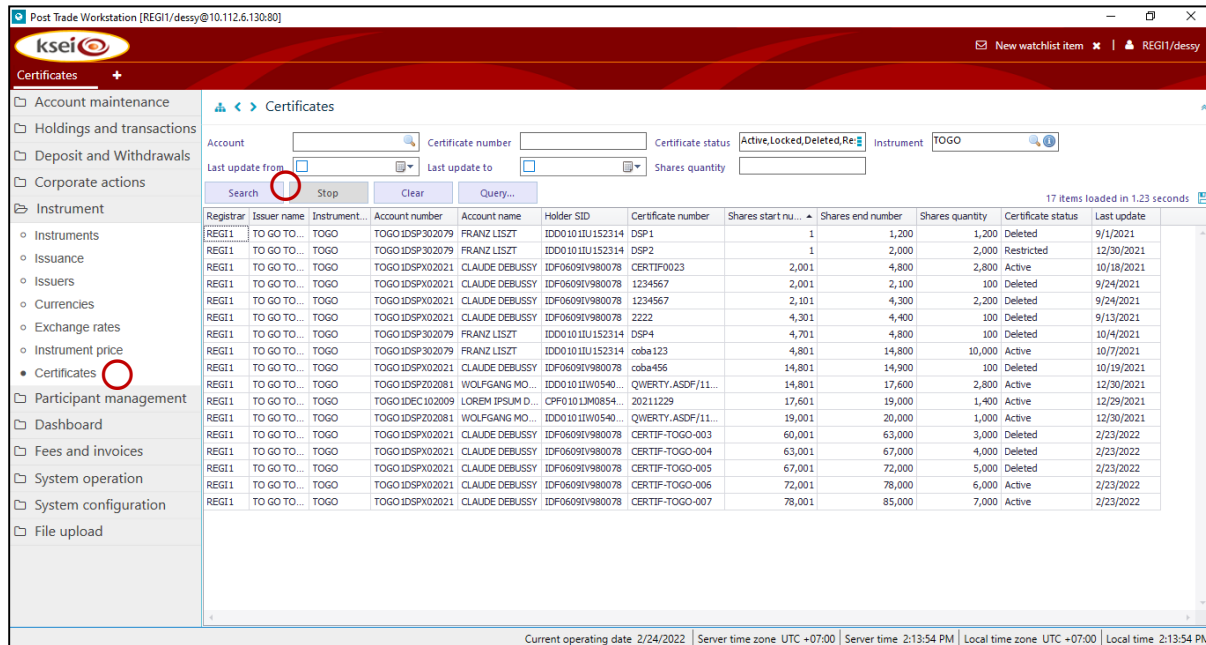 Post Trade Workstation [REGI1/dessy@10.112.6.130:80]
ksei
New watchlist item | REGI1/dessy
Certificates +
Account maintenance
Holdings and transactions
Deposit and Withdrawals
Corporate actions
Instrument
Instruments
Issuance
Issuers
Currencies
Exchange rates
Instrument price
Certificates
Participant management
Dashboard
Fees and invoices
System operation
System configuration
File upload
Certificates
Account Certificate number Certificate status Active,Locked,Deleted,Re: Instrument TOGO
Last update from Last update to Shares quantity
Search Stop Clear Query... 17 items loaded in 1.23 seconds
Registrar Issuer name Instrument... Account number Account name Holder SID Certificate number Shares start nu... Shares end number Shares quantity Certificate status Last update
REGI1 TO GO TO... TOGO TOGO1DSP302079 FRANZ LISZT IDD0101IU152314 DSP1 1 1,200 1,200 Deleted 9/1/2021
REGI1 TO GO TO... TOGO TOGO1DSP302079 FRANZ LISZT IDD0101IU152314 DSP2 1 2,000 2,000 Restricted 12/30/2021
REGI1 TO GO TO... TOGO TOGO1DSPX02021 CLAUDE DEBUSSY IDF0609IV980078 CERTIF0023 2,001 4,800 2,800 Active 10/18/2021
REGI1 TO GO TO... TOGO TOGO1DSPX02021 CLAUDE DEBUSSY IDF0609IV980078 1234567 2,001 2,100 100 Deleted 9/24/2021
REGI1 TO GO TO... TOGO TOGO1DSPX02021 CLAUDE DEBUSSY IDF0609IV980078 1234567 2,101 4,300 2,200 Deleted 9/24/2021
REGI1 TO GO TO... TOGO TOGO1DSPX02021 CLAUDE DEBUSSY IDF0609IV980078 2222 4,301 4,400 100 Deleted 9/13/2021
REGI1 TO GO TO... TOGO TOGO1DSP302079 FRANZ LISZT IDD0101IU152314 DSP4 4,701 4,800 100 Deleted 10/4/2021
REGI1 TO GO TO... TOGO TOGO1DSP302079 FRANZ LISZT IDD0101IU152314 coba123 4,801 14,800 10,000 Active 10/7/2021
REGI1 TO GO TO... TOGO TOGO1DSPX02021 CLAUDE DEBUSSY IDF0609IV980078 coba456 14,801 14,900 100 Deleted 10/19/2021
REGI1 TO GO TO... TOGO TOGO1DSPZ02081 WOLFGANG MO... IDD0101IW0540... QWERTY.ASDF/11... 14,801 17,600 2,800 Active 12/30/2021
REGI1 TO GO TO... TOGO TOGO1DEC102009 LOREM IPSUM D... CPF0101JM0854... 20211229 17,601 19,000 1,400 Active 12/29/2021
REGI1 TO GO TO... TOGO TOGO1DSPZ02081 WOLFGANG MO... IDD0101IW0540... QWERTY.ASDF/11... 19,001 20,000 1,000 Active 12/30/2021
REGI1 TO GO TO... TOGO TOGO1DSPX02021 CLAUDE DEBUSSY IDF0609IV980078 CERTIF-TOGO-003 60,001 63,000 3,000 Deleted 2/23/2022
REGI1 TO GO TO... TOGO TOGO1DSPX02021 CLAUDE DEBUSSY IDF0609IV980078 CERTIF-TOGO-004 63,001 67,000 4,000 Deleted 2/23/2022
REGI1 TO GO TO... TOGO TOGO1DSPX02021 CLAUDE DEBUSSY IDF0609IV980078 CERTIF-TOGO-005 67,001 72,000 5,000 Deleted 2/23/2022
REGI1 TO GO TO... TOGO TOGO1DSPX02021 CLAUDE DEBUSSY IDF0609IV980078 CERTIF-TOGO-006 72,001 78,000 6,000 Active 2/23/2022
REGI1 TO GO TO... TOGO TOGO1DSPX02021 CLAUDE DEBUSSY IDF0609IV980078 CERTIF-TOGO-007 78,001 85,000 7,000 Active 2/23/2022
Current operating date 2/24/2022 Server time zone UTC +07:00 Server time 2:13:54 PM Local time zone UTC +07:00 Local time 2:13:54 PM